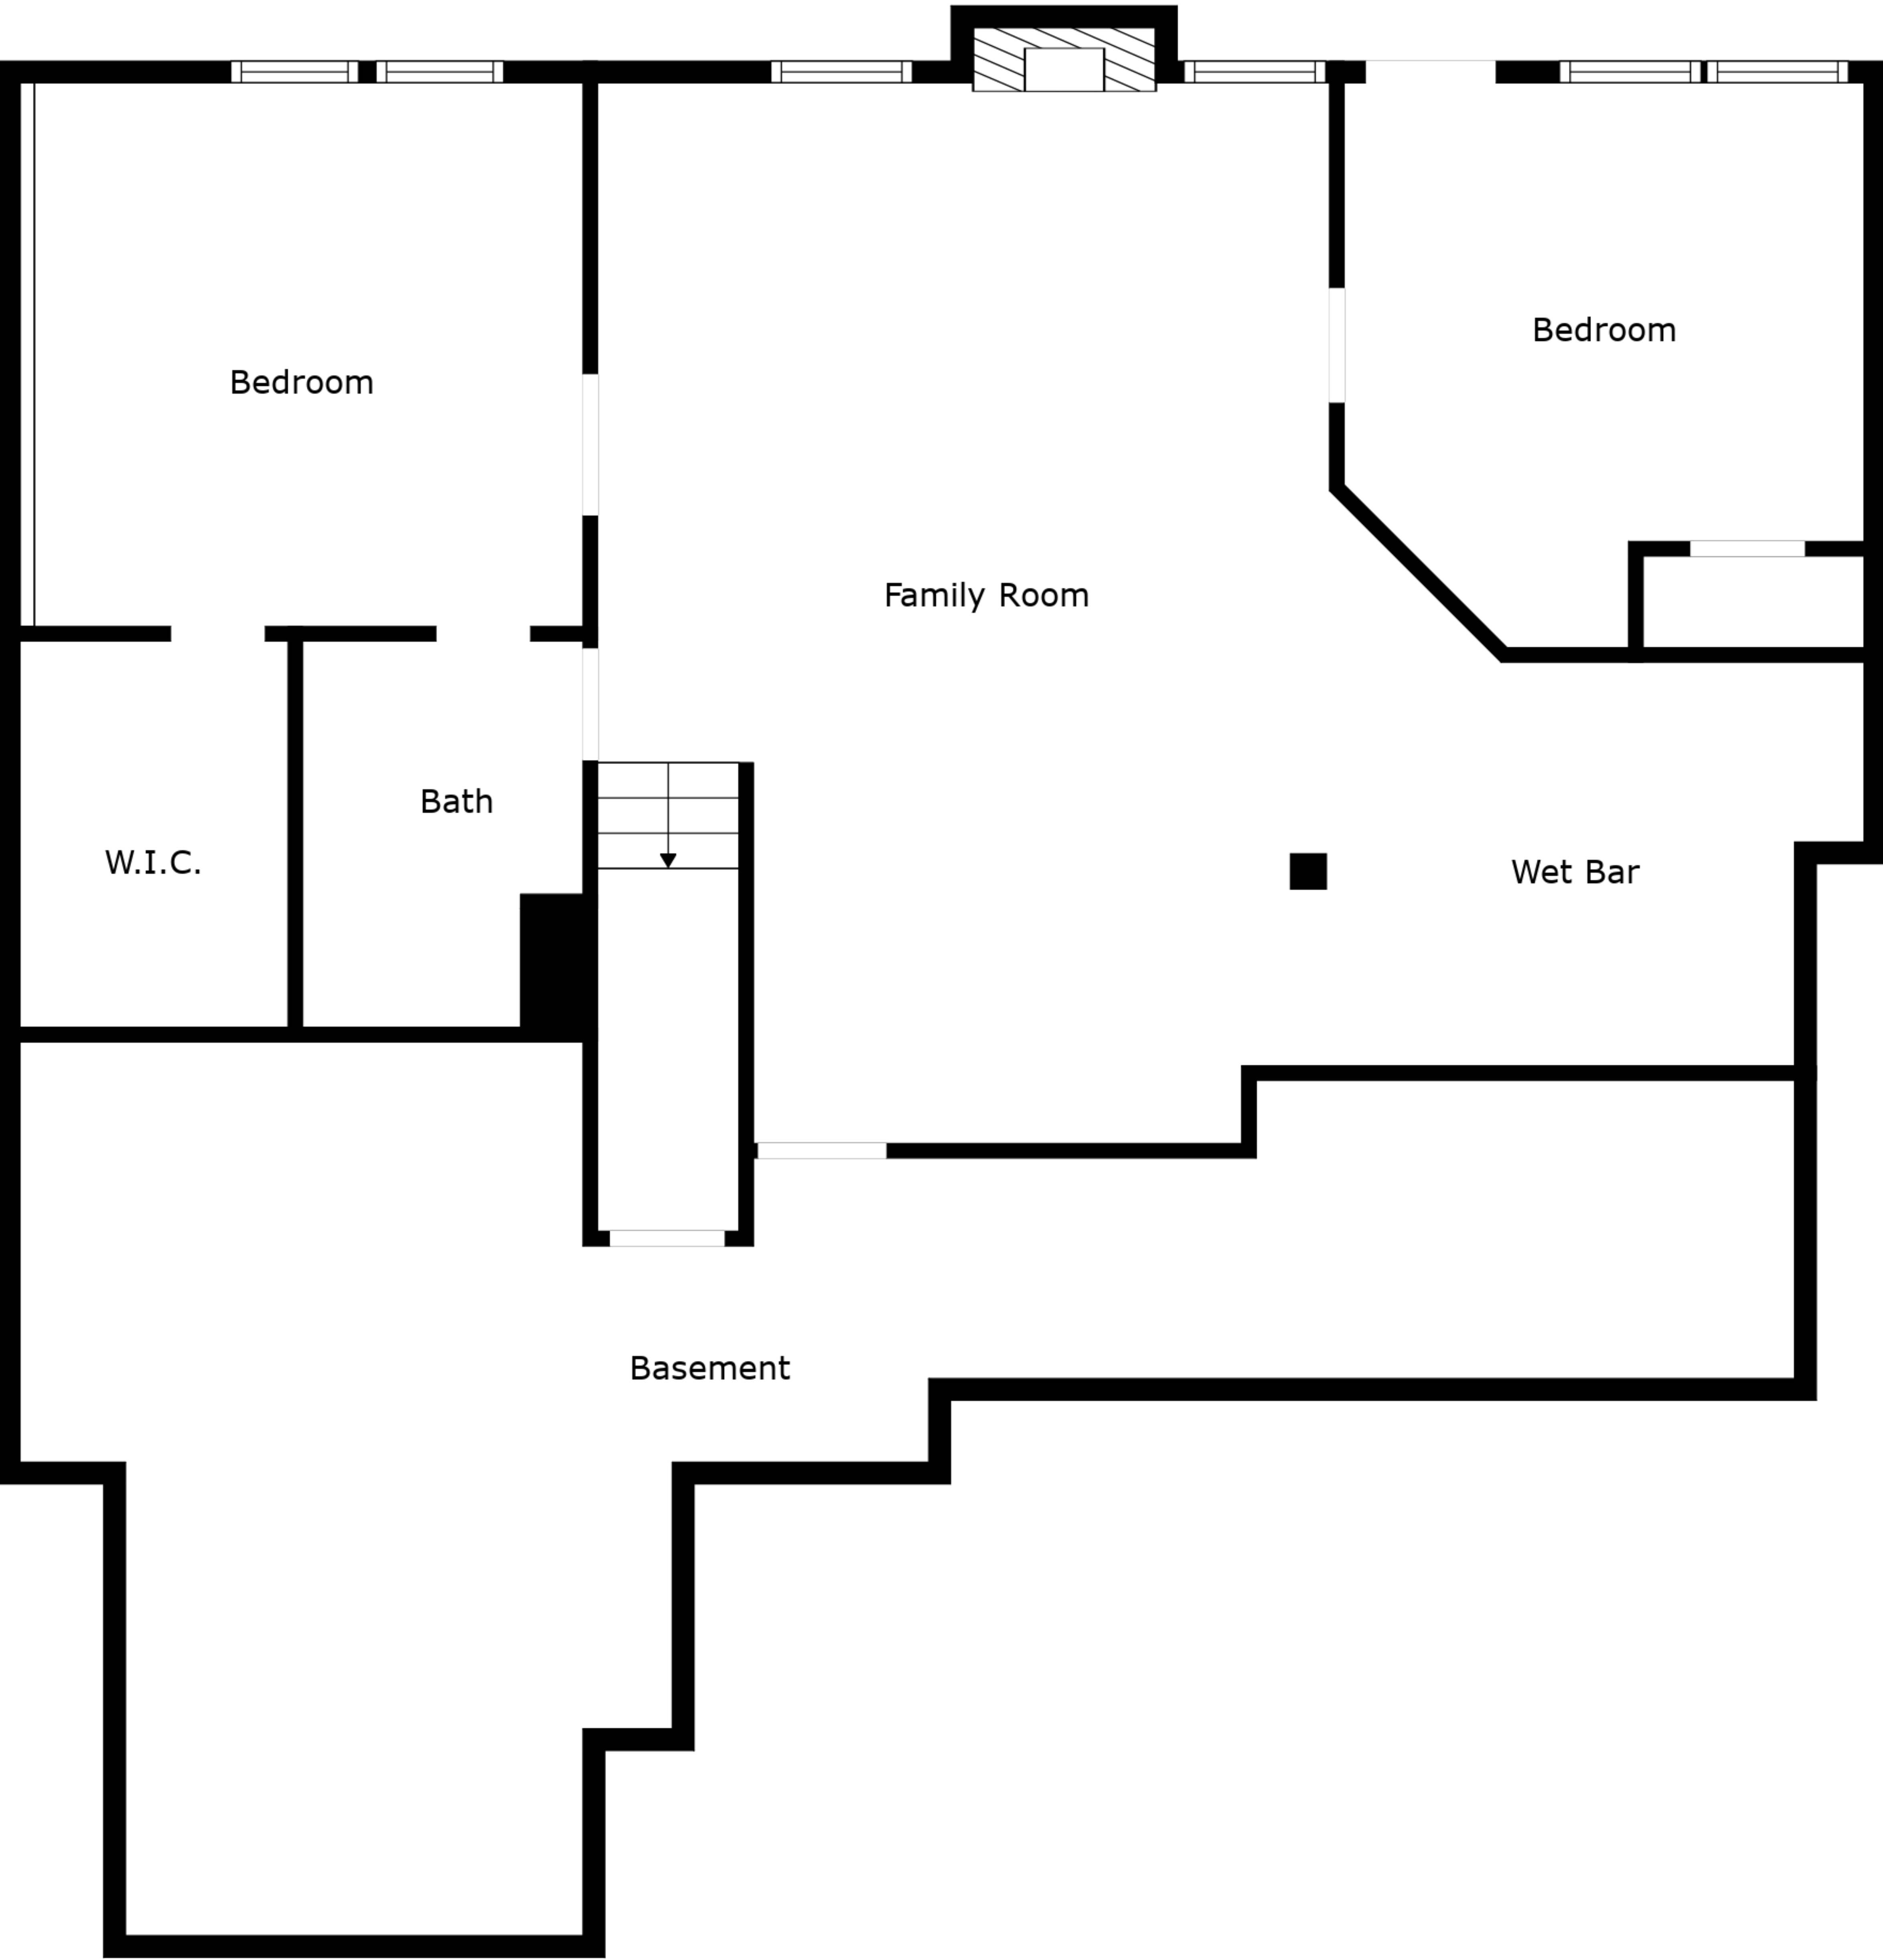 Bedroom
Bedroom
Family Room
Bath
W.I.C.
Wet Bar
Basement